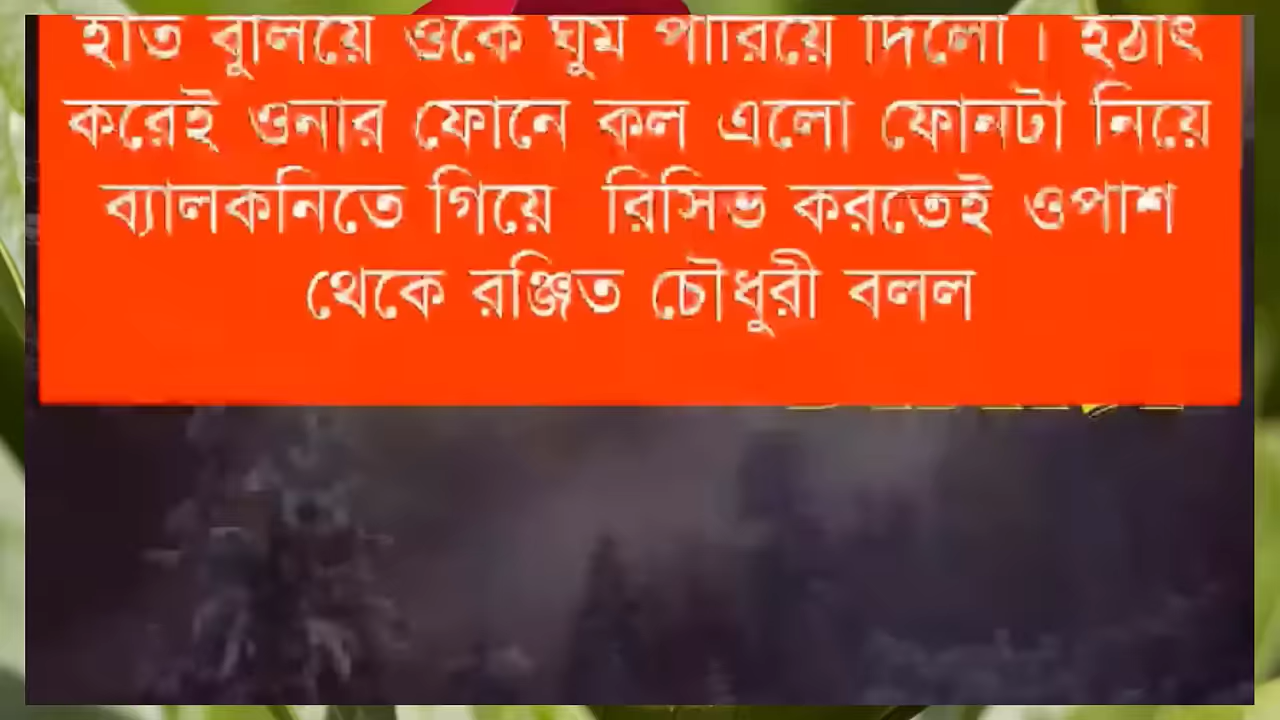 হাত বুলিয়ে ওকে ঘুম পারিয়ে দিলো। হঠাৎ
করেই ওনার ফোনে কল এলো ফোনটা নিয়ে
ব্যালকনিতে গিয়ে রিসিভ করতেই ওপাশ
থেকে রঞ্জিত চৌধুরী বলল